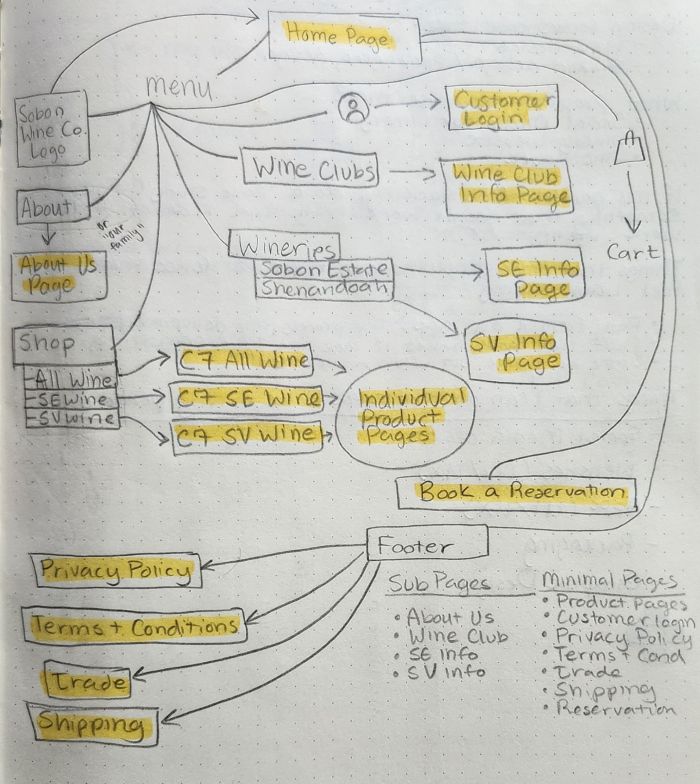 Home Page
menu
Sobon
Wine Co.
Logo
Customer
Login
Wine Clubs
Wine Club
Info Page
About
or
"our
family"
About Us
Page
Cart
Wineries
Sobon Estate
Shenandoah
SE Info
Page
SV Info
Page
Shop
All Wine
SE Wine
SV Wine
C7 All Wine
C7 SE Wine
C7 SV Wine
Individual
Product
Pages
Book a Reservation
Footer
Privacy Policy
Terms + Conditions
Trade
Shipping
Sub Pages
• About Us
• Wine Club
• SE Info
• SV Info
Minimal Pages
• Product Pages
• Customer login
• Privacy Policy
• Terms + Cond
• Trade
• Shipping
• Reservation